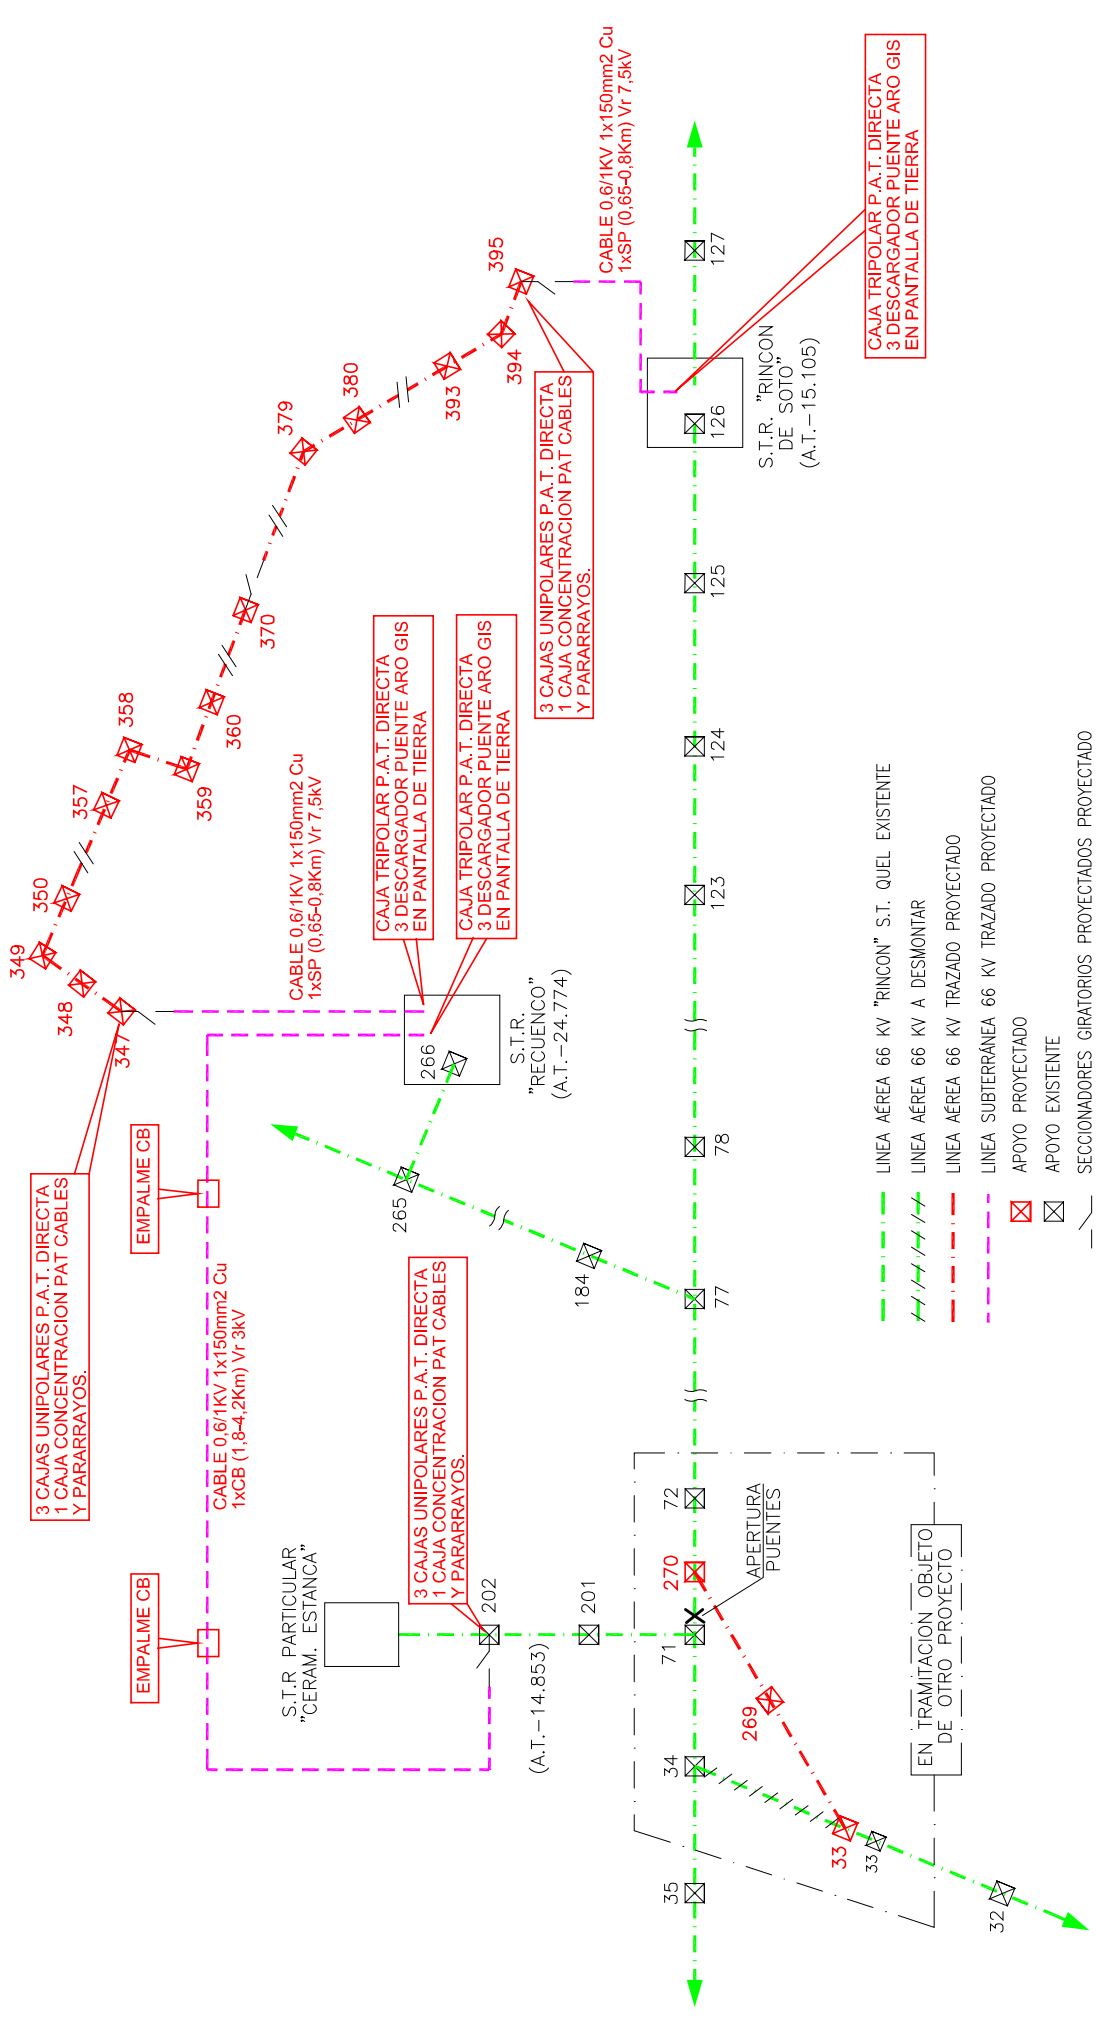 3 CAJAS UNIPOLARES P.A.T. DIRECTA
1 CAJA CONCENTRACION PAT CABLES
Y PARARRAYOS.
EMPALME CB
EMPALME CB
CABLE 0,6/1KV 1x150mm2 Cu
1xCB (1,8-4,2Km) Vr 3kV
349
348
347
350
357
358
359
360
370
379
380
393
394
395
CABLE 0,6/1KV 1x150mm2 Cu
1xSP (0,65-0,8Km) Vr 7,5kV
CABLE 0,6/1KV 1x150mm2 Cu
1xSP (0,65-0,8Km) Vr 7,5kV
CAJA TRIPOLAR P.A.T. DIRECTA
3 DESCARGADOR PUENTE ARO GIS
EN PANTALLA DE TIERRA
CAJA TRIPOLAR P.A.T. DIRECTA
3 DESCARGADOR PUENTE ARO GIS
EN PANTALLA DE TIERRA
3 CAJAS UNIPOLARES P.A.T. DIRECTA
1 CAJA CONCENTRACION PAT CABLES
Y PARARRAYOS.
S.T.R PARTICULAR
"CERAM. ESTANCA"
3 CAJAS UNIPOLARES P.A.T. DIRECTA
1 CAJA CONCENTRACION PAT CABLES
Y PARARRAYOS.
202
201
(A.T.-14.853)
265
266
184
S.T.R.
"RECUENCO"
(A.T.-24.774)
35
34
71
270
72
77
78
123
124
125
126
127
APERTURA
PUENTES
269
33
33
32
EN TRAMITACION OBJETO
DE OTRO PROYECTO
S.T.R. "RINCON
DE SOTO"
(A.T.-15.105)
CAJA TRIPOLAR P.A.T. DIRECTA
3 DESCARGADOR PUENTE ARO GIS
EN PANTALLA DE TIERRA
LINEA AÉREA 66 KV "RINCON" S.T. QUEL EXISTENTE
LINEA AÉREA 66 KV A DESMONTAR
LINEA AÉREA 66 KV TRAZADO PROYECTADO
LINEA SUBTERRÁNEA 66 KV TRAZADO PROYECTADO
APOYO PROYECTADO
APOYO EXISTENTE
SECCIONADORES GIRATORIOS PROYECTADOS PROYECTADO